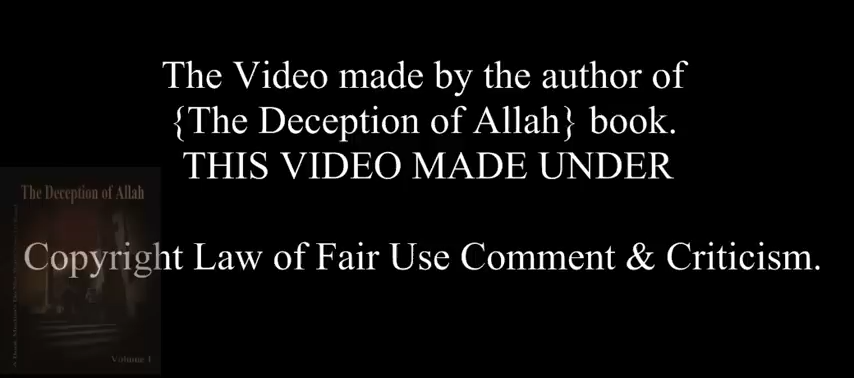 The Video made by the author of
{The Deception of Allah} book.
THIS VIDEO MADE UNDER
The Deception of Allah
Copyright Law of Fair Use Comment & Criticism.
Volume 1